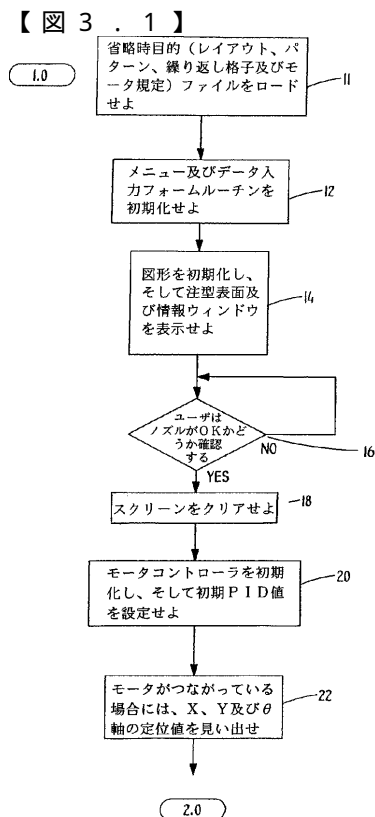 【図３．１】
1.0
省略時目的（レイアウト、パ
ターン、繰り返し格子及びモ
ータ規定）ファイルをロード
せよ
11
メニュー及びデータ入
力フォームルーチンを
初期化せよ
12
図形を初期化し、
そして注型表面及
び情報ウィンドウ
を表示せよ
14
ユーザは
ノズルがＯＫかど
うか確認
する
NO
16
YES
スクリーンをクリアせよ
18
モータコントローラを初期
化し、そして初期ＰＩＤ値
を設定せよ
20
モータがつながっている
場合には、Ｘ、Ｙ及びθ
軸の定位値を見い出せ
22
2.0